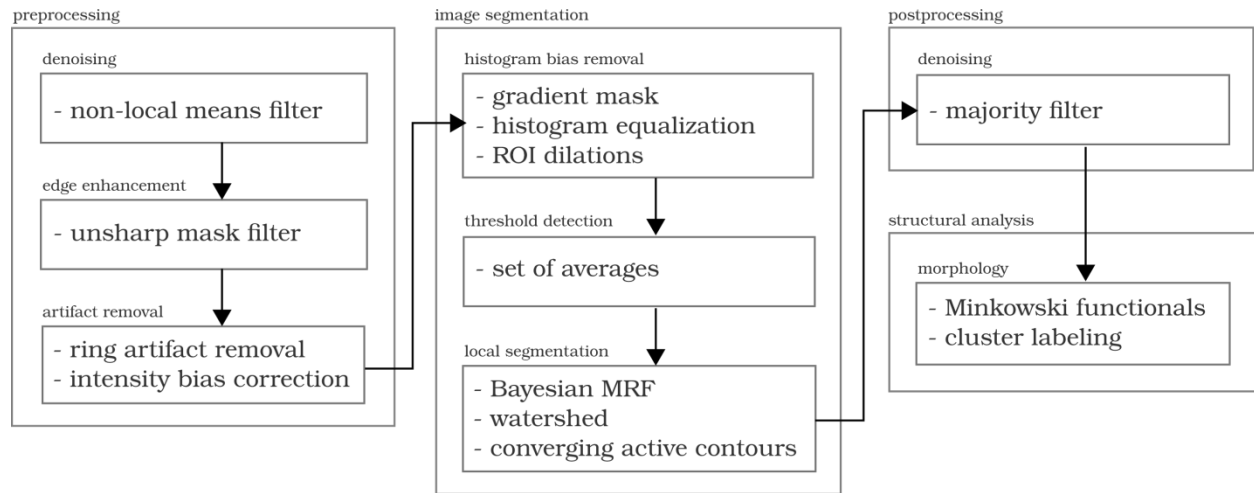 preprocessing
denoising
- non-local means filter
edge enhancement
- unsharp mask filter
artifact removal
- ring artifact removal
- intensity bias correction
image segmentation
histogram bias removal
- gradient mask
- histogram equalization
- ROI dilations
threshold detection
- set of averages
local segmentation
- Bayesian MRF
- watershed
- converging active contours
postprocessing
denoising
- majority filter
structural analysis
morphology
- Minkowski functionals
- cluster labeling